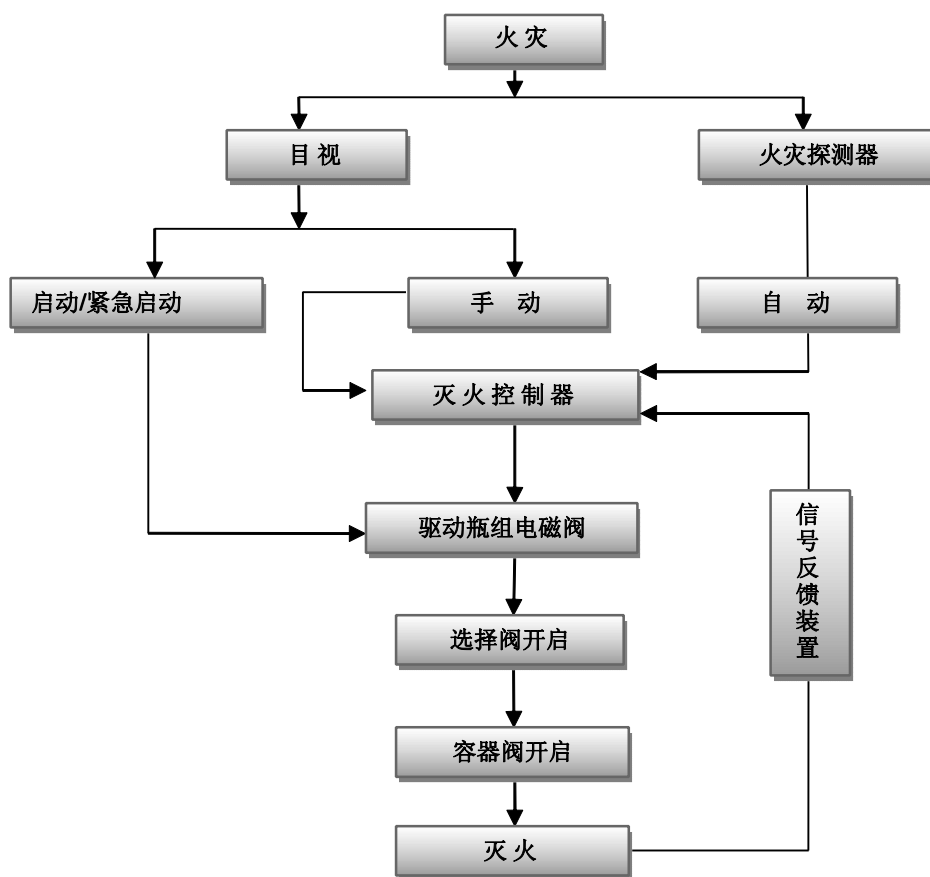 火 灾
目 视
火灾探测器
启动/紧急启动
手 动
自 动
灭 火 控 制 器
驱动瓶组电磁阀
信号反馈装置
选择阀开启
容器阀开启
灭 火